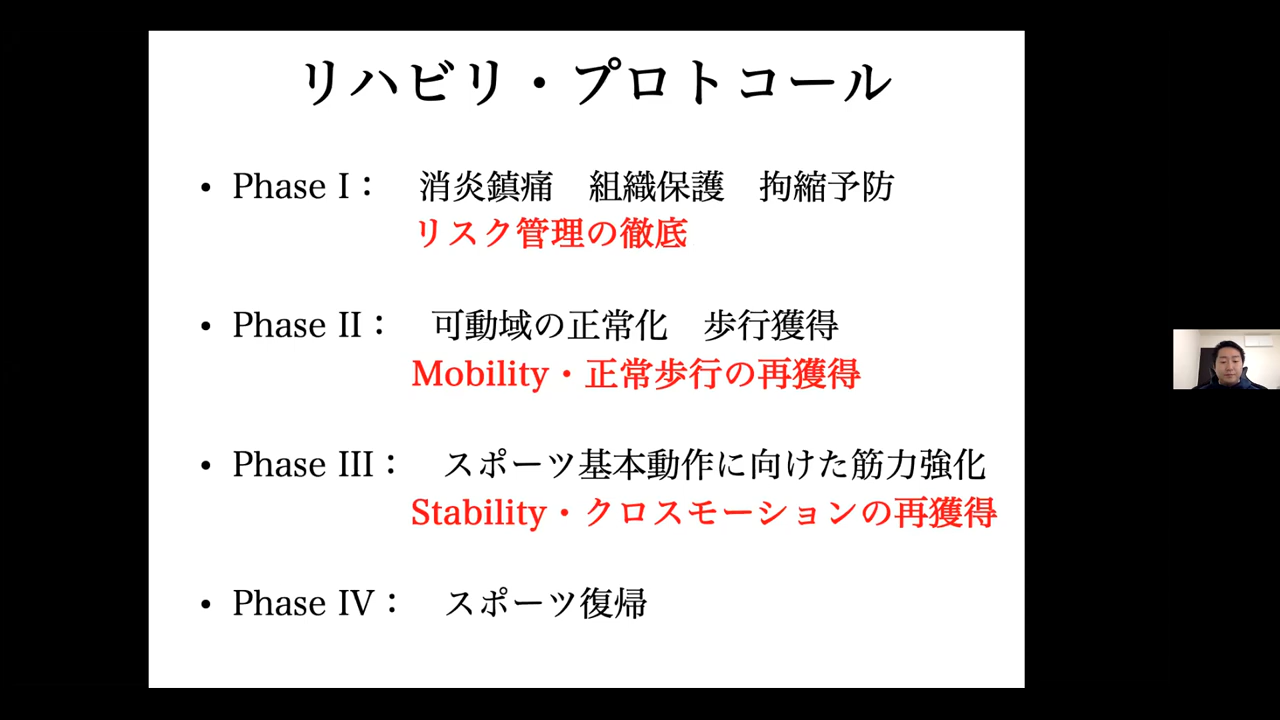 リハビリ・プロトコール
• Phase I： 消炎鎮痛　組織保護　拘縮予防
リスク管理の徹底
• Phase II： 可動域の正常化　歩行獲得
Mobility・正常歩行の再獲得
• Phase III： スポーツ基本動作に向けた筋力強化
Stability・クロスモーションの再獲得
• Phase IV： スポーツ復帰